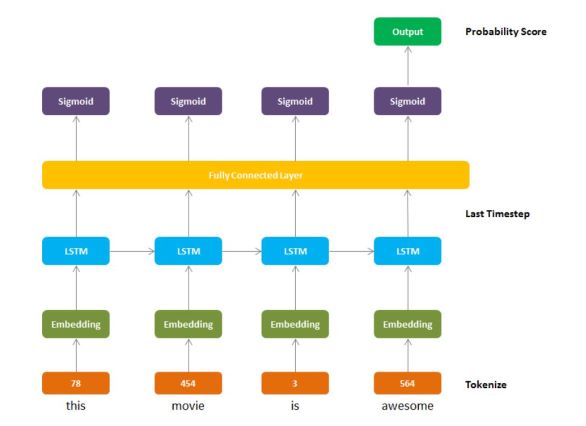 Output Probability Score
Sigmoid Sigmoid Sigmoid Sigmoid
Fully Connected Layer
Last Timestep
LSTM LSTM LSTM LSTM
Embedding Embedding Embedding Embedding
78 454 3 564 Tokenize
this movie is awesome